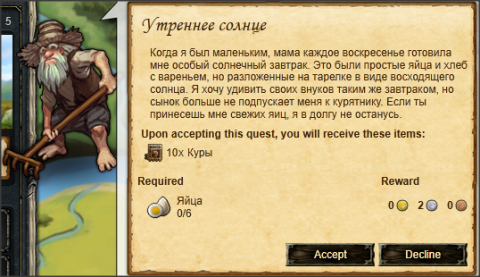 5
Утреннее солнце
Когда я был маленьким, мама каждое воскресенье готовила
мне особый солнечный завтрак. Это были простые яйца и хлеб
с вареньем, но разложенные на тарелке в виде восходящего
солнца. Я хочу удивить своих внуков таким же завтраком, но
сынок больше не подпускает меня к курятнику. Если ты
принесешь мне свежих яиц, я в долгу не останусь.
Upon accepting this quest, you will receive these items:
10x Куры
Required
Reward
Яйца
0/6
0 2 0
Accept
Decline